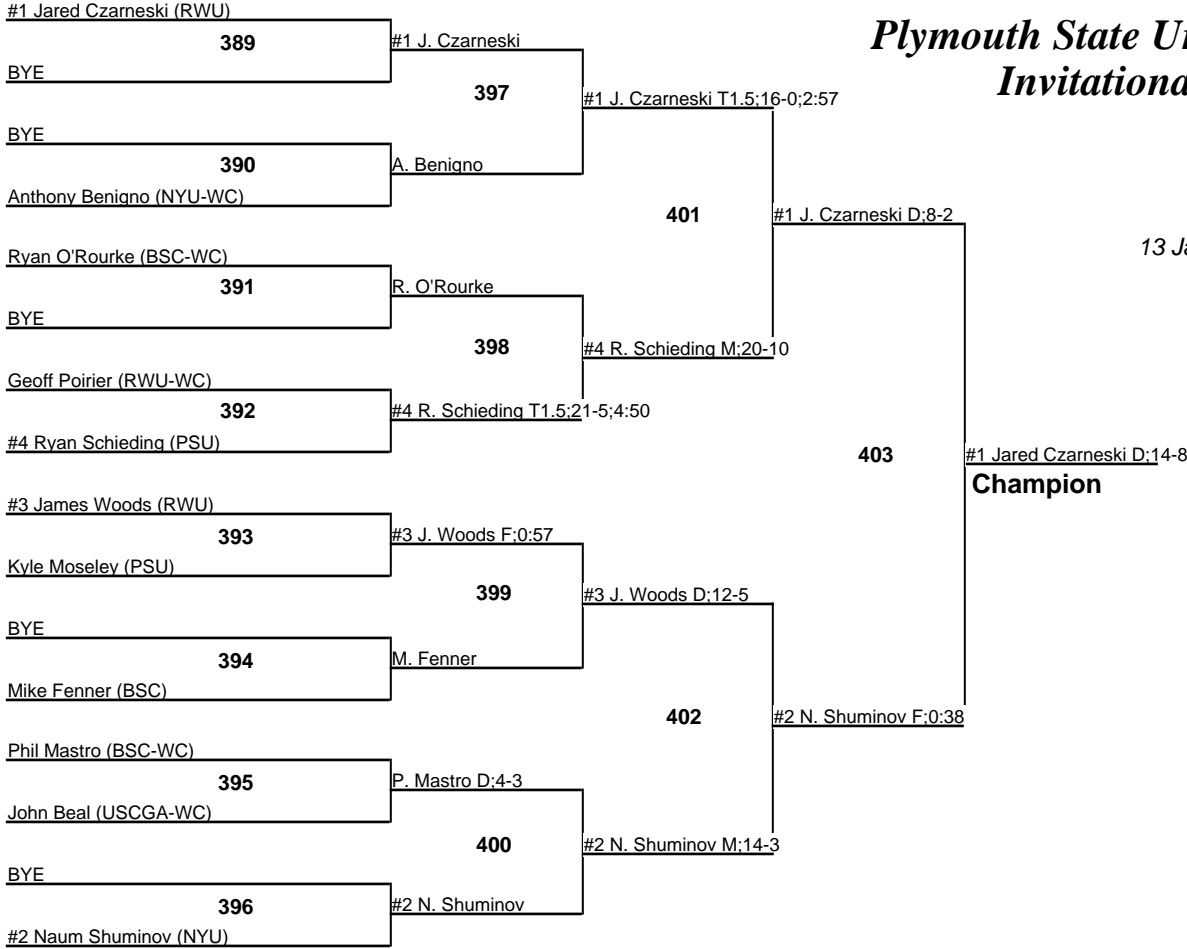 #1 Jared Czarneski (RWU)
389
BYE
#1 J. Czarneski
397
BYE
390
Anthony Benigno (NYU-WC)
A. Benigno
#1 J. Czarneski T1.5;16-0;2:57
401
Ryan O'Rourke (BSC-WC)
391
BYE
R. O'Rourke
398
Geoff Poirier (RWU-WC)
392
#4 Ryan Schieding (PSU)
#4 R. Schieding T1.5;21-5;4:50
#4 R. Schieding M;20-10
#1 J. Czarneski D;8-2
403
#3 James Woods (RWU)
393
Kyle Moseley (PSU)
#3 J. Woods F;0:57
399
BYE
394
Mike Fenner (BSC)
M. Fenner
#3 J. Woods D;12-5
402
Phil Mastro (BSC-WC)
395
John Beal (USCGA-WC)
P. Mastro D;4-3
400
BYE
396
#2 Naum Shuminov (NYU)
#2 N. Shuminov
#2 N. Shuminov M;14-3
#2 N. Shuminov F;0:38
#1 Jared Czarneski D;14-8
Champion
Plymouth State
Invitational
13